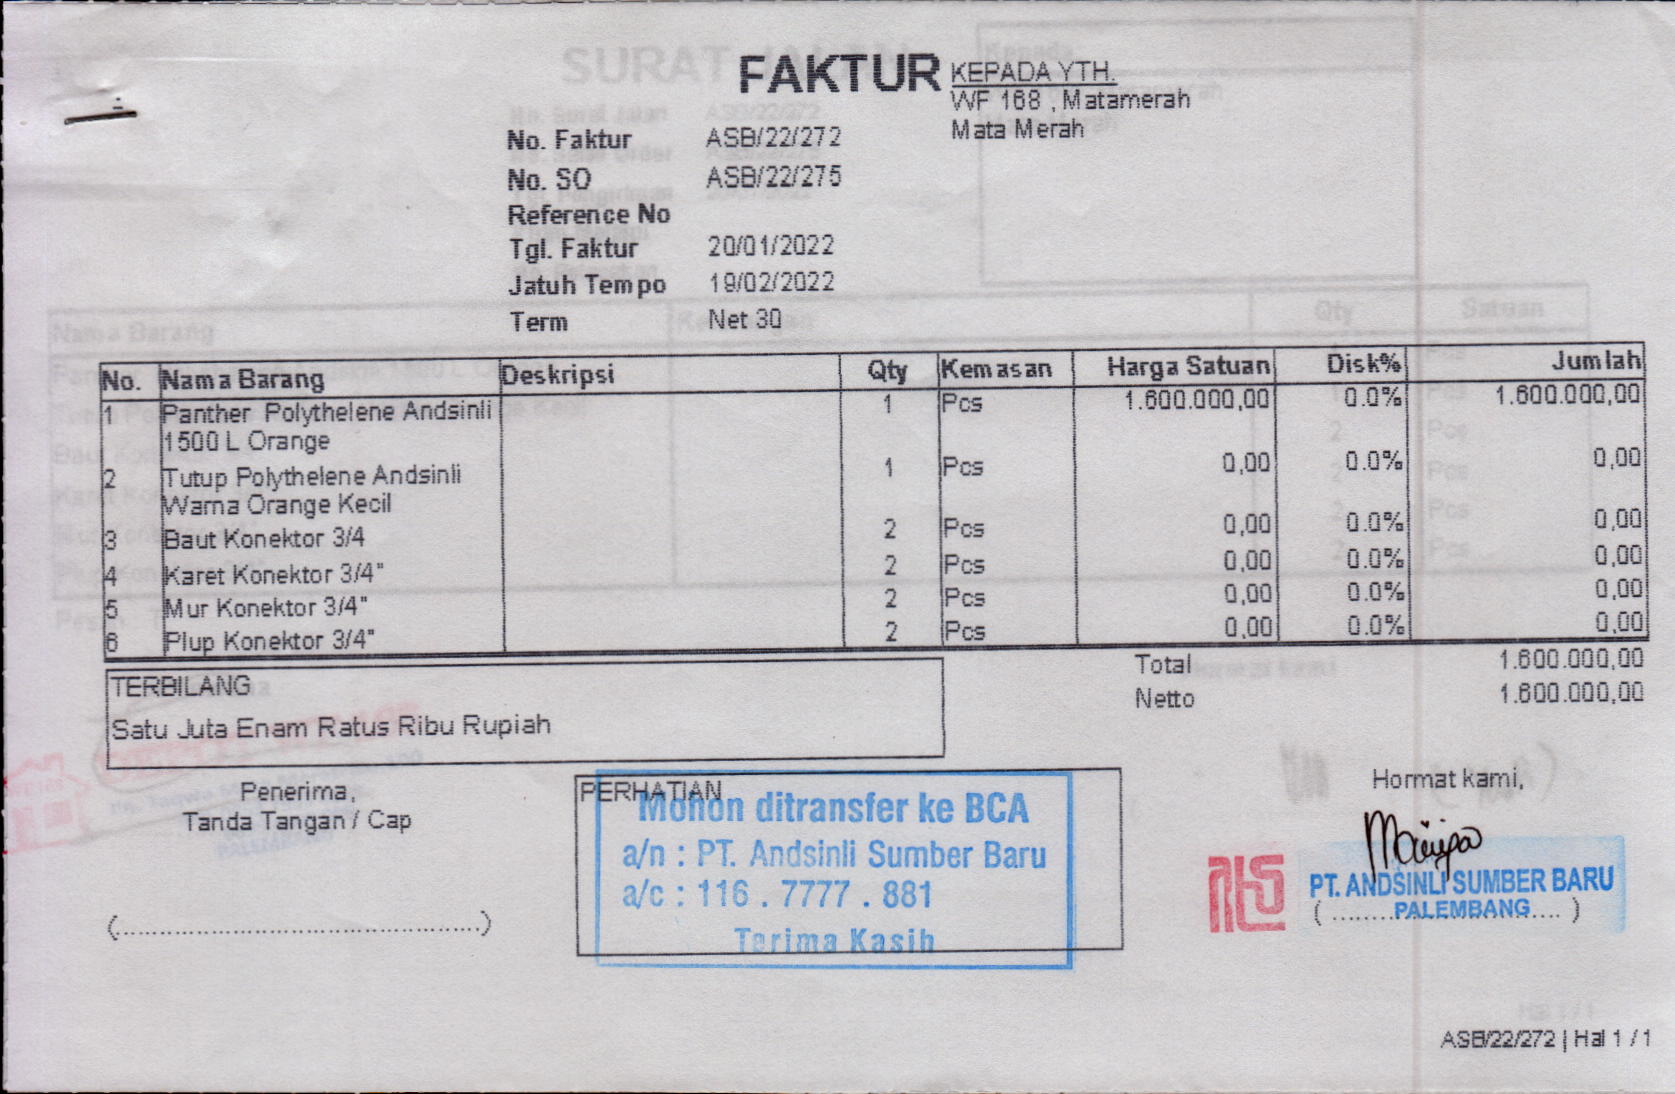 FAKTUR
KEPADA YTH.
WF 168 , Matamerah
Mata Merah
No. Faktur ASB/22/272
No. SO ASB/22/275
Reference No
Tgl. Faktur 20/01/2022
Jatuh Tempo 19/02/2022
Term Net 30
No. Nama Barang Deskripsi Qty Kemasan Harga Satuan Disk% Jumlah
1 Panther Polythelene Andsinli 1 Pcs 1.600.000,00 0.0% 1.600.000,00
1500 L Orange
2 Tutup Polythelene Andsinli 1 Pcs 0,00 0.0% 0,00
Warna Orange Kecil
3 Baut Konektor 3/4 2 Pcs 0,00 0.0% 0,00
4 Karet Konektor 3/4" 2 Pcs 0,00 0.0% 0,00
5 Mur Konektor 3/4" 2 Pcs 0,00 0.0% 0,00
6 Plup Konektor 3/4" 2 Pcs 0,00 0.0% 0,00
Total 1.600.000,00
Netto 1.600.000,00
TERBILANG
Satu Juta Enam Ratus Ribu Rupiah
Penerima,
Tanda Tangan / Cap
(................................................)
PERHATIAN
Mohon ditransfer ke BCA
a/n : PT. Andsinli Sumber Baru
a/c : 116 . 7777 . 881
Terima Kasih
Hormat kami,
PT. ANDSINLI SUMBER BARU
PALEMBANG
ASB/22/272 | Hal 1 / 1